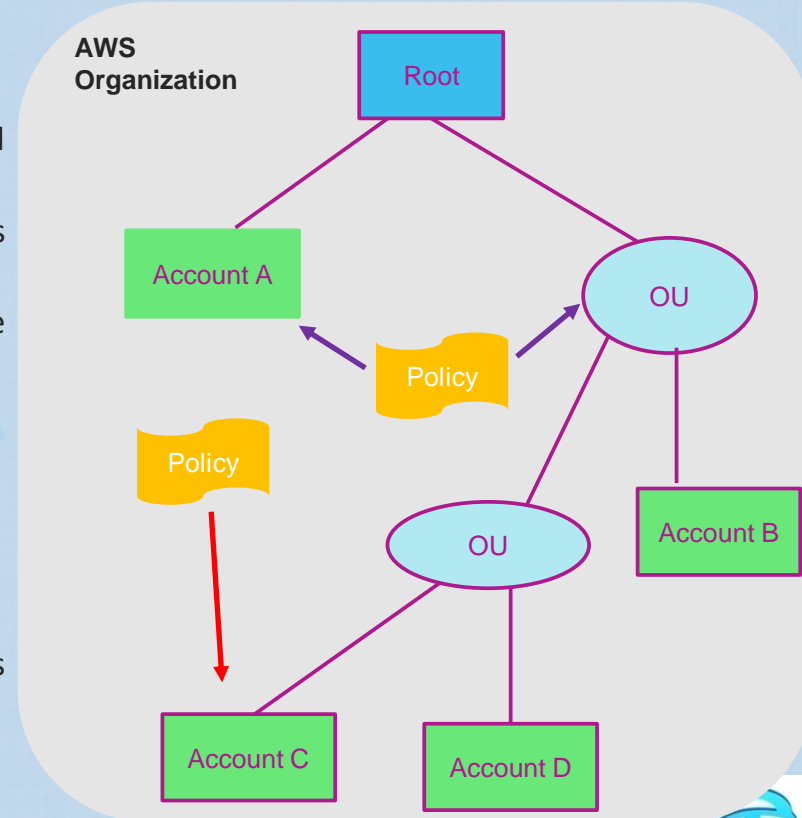 AWS
Organization
Root
Account A
OU
Policy
Policy
OU
Account B
Account C
Account D